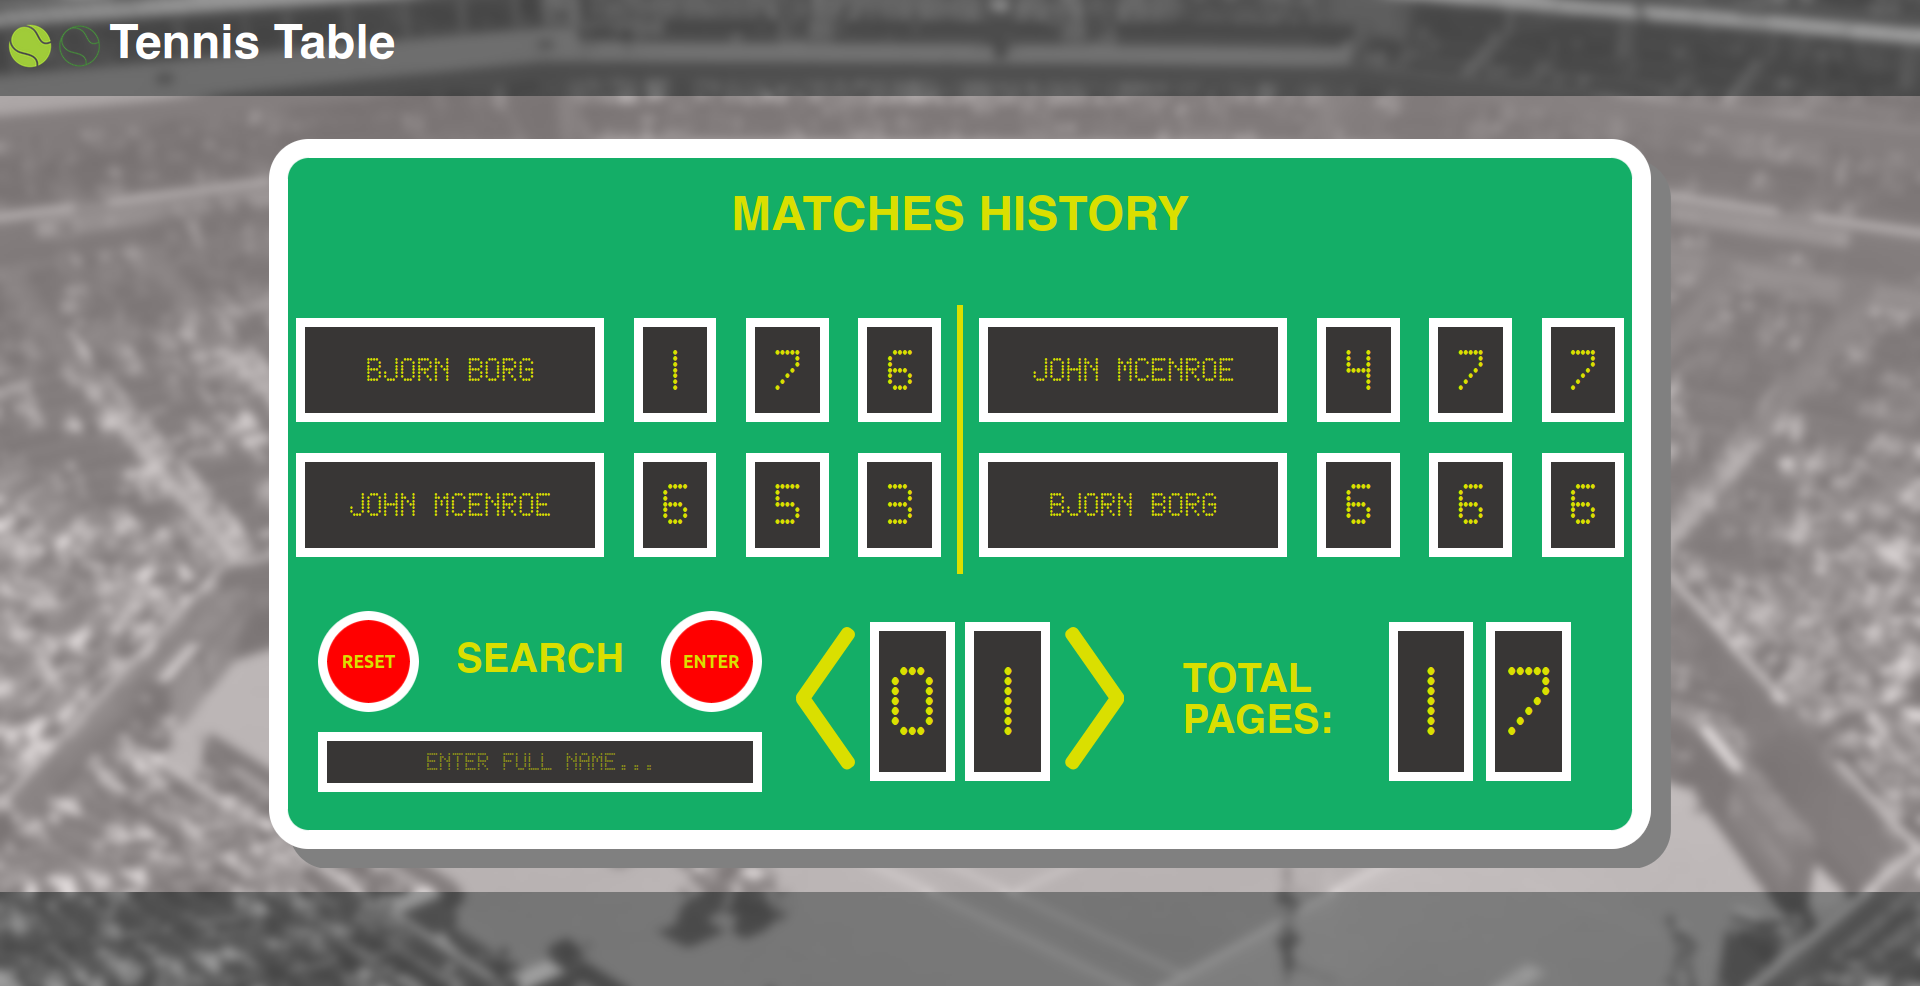 Tennis Table
MATCHES HISTORY
BJORN BORG 1 7 6 JOHN MCENROE 4 7 7
JOHN MCENROE 6 5 3 BJORN BORG 6 6 6
RESET SEARCH ENTER
ENTER FULL NAME...
0 1
TOTAL
PAGES:
1 7